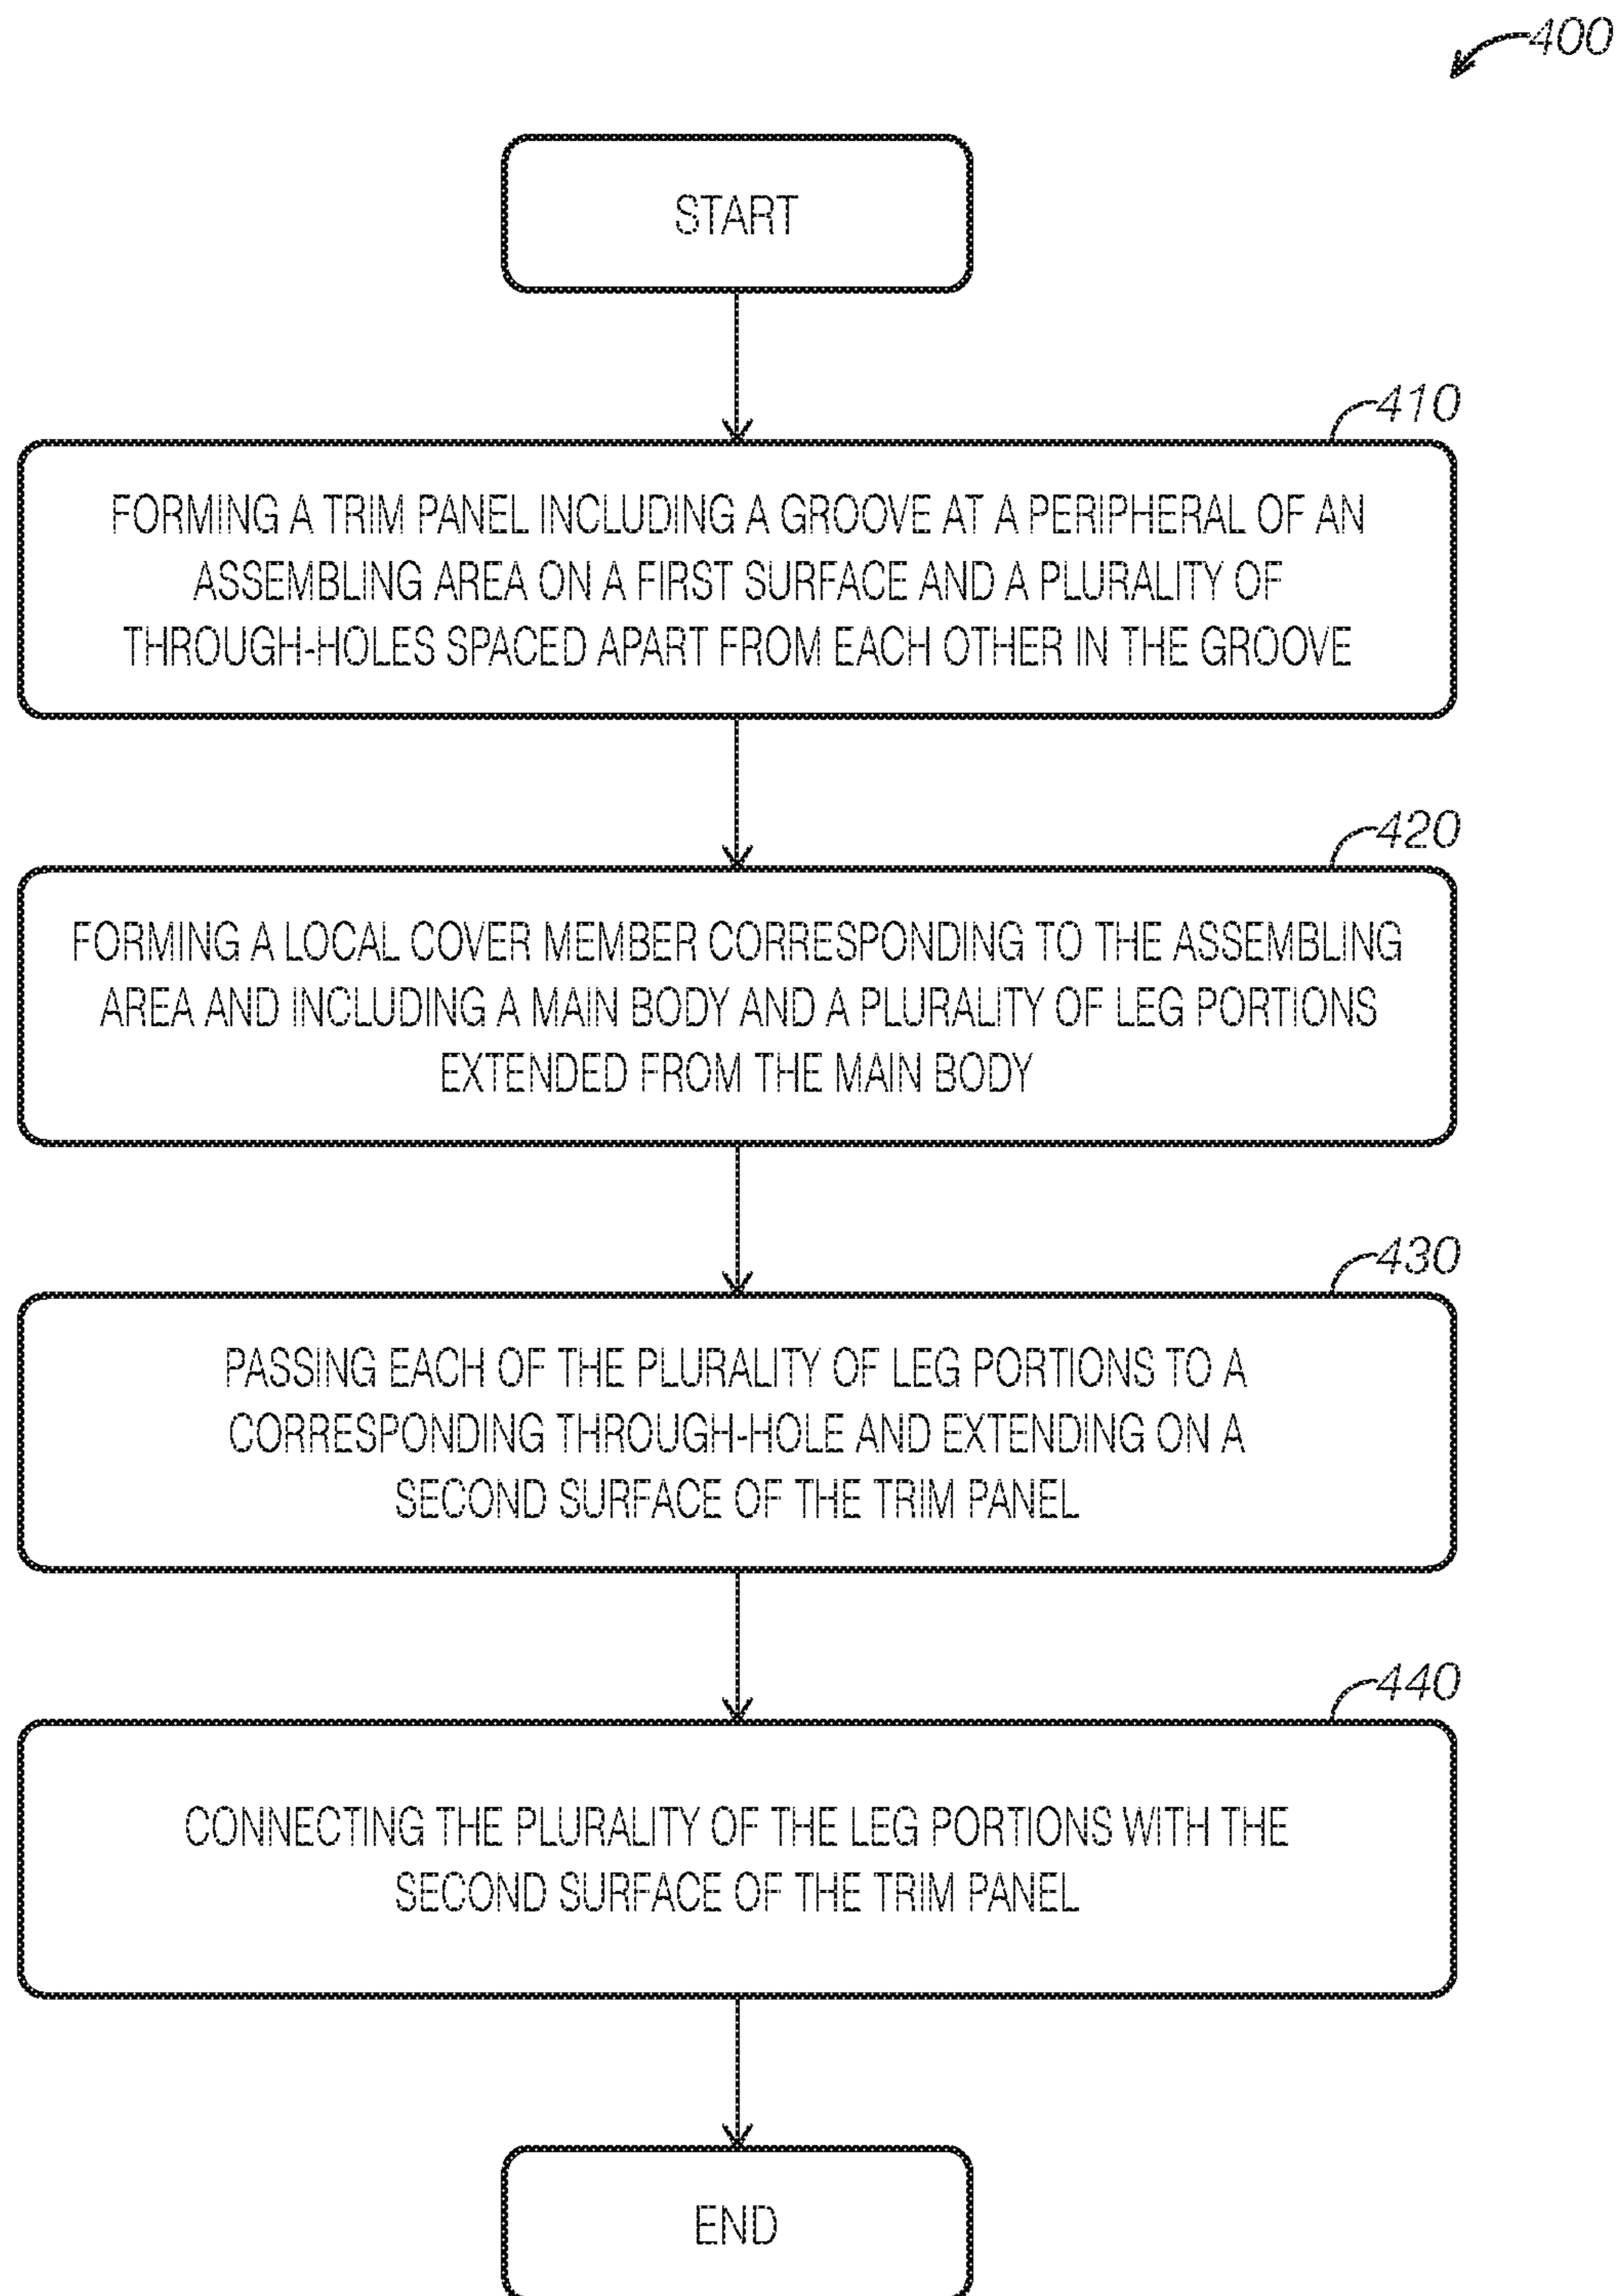 400
START
410
FORMING A TRIM PANEL INCLUDING A GROOVE AT A PERIPHERAL OF AN
ASSEMBLING AREA ON A FIRST SURFACE AND A PLURALITY OF
THROUGH-HOLES SPACED APART FROM EACH OTHER IN THE GROOVE
420
FORMING A LOCAL COVER MEMBER CORRESPONDING TO THE ASSEMBLING
AREA AND INCLUDING A MAIN BODY AND A PLURALITY OF LEG PORTIONS
EXTENDED FROM THE MAIN BODY
430
PASSING EACH OF THE PLURALITY OF LEG PORTIONS TO A
CORRESPONDING THROUGH-HOLE AND EXTENDING ON A
SECOND SURFACE OF THE TRIM PANEL
440
CONNECTING THE PLURALITY OF THE LEG PORTIONS WITH THE
SECOND SURFACE OF THE TRIM PANEL
END